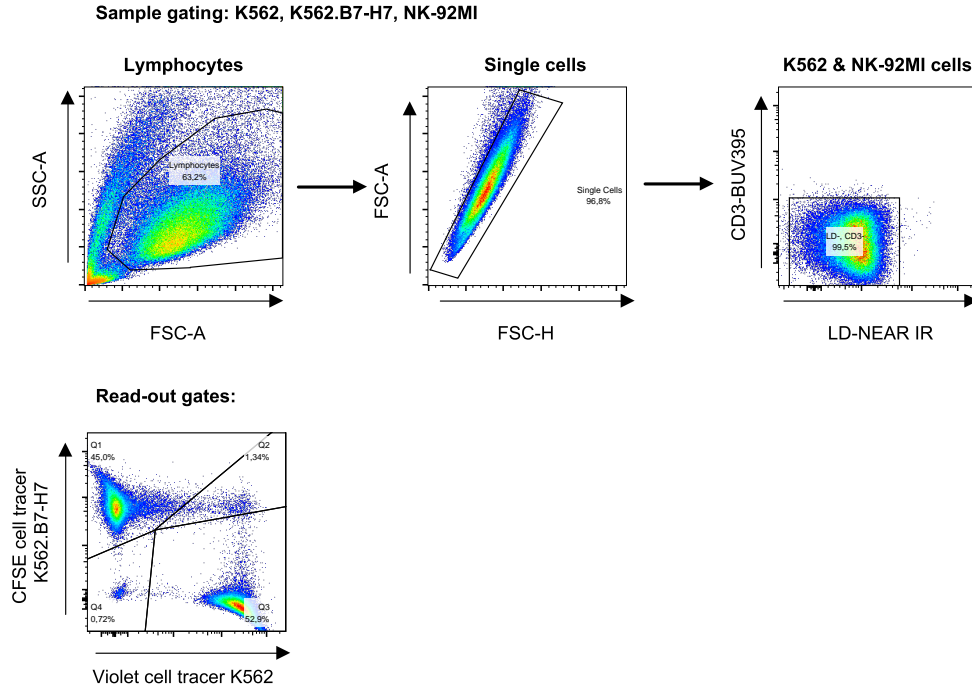 Sample gating: K562, K562.B7-H7, NK-92MI
Lymphocytes
Single cells
K562 & NK-92MI cells
SSC-A
Lymphocytes
63,2%
FSC-A
FSC-A
Single Cells
96,8%
FSC-H
CD3-BUV395
LD-, CD3-
99,5%
LD-NEAR IR
Read-out gates:
CFSE cell tracer
K562.B7-H7
Q1
45,0%
Q2
1,34%
Q4
0,72%
Q3
52,9%
Violet cell tracer K562